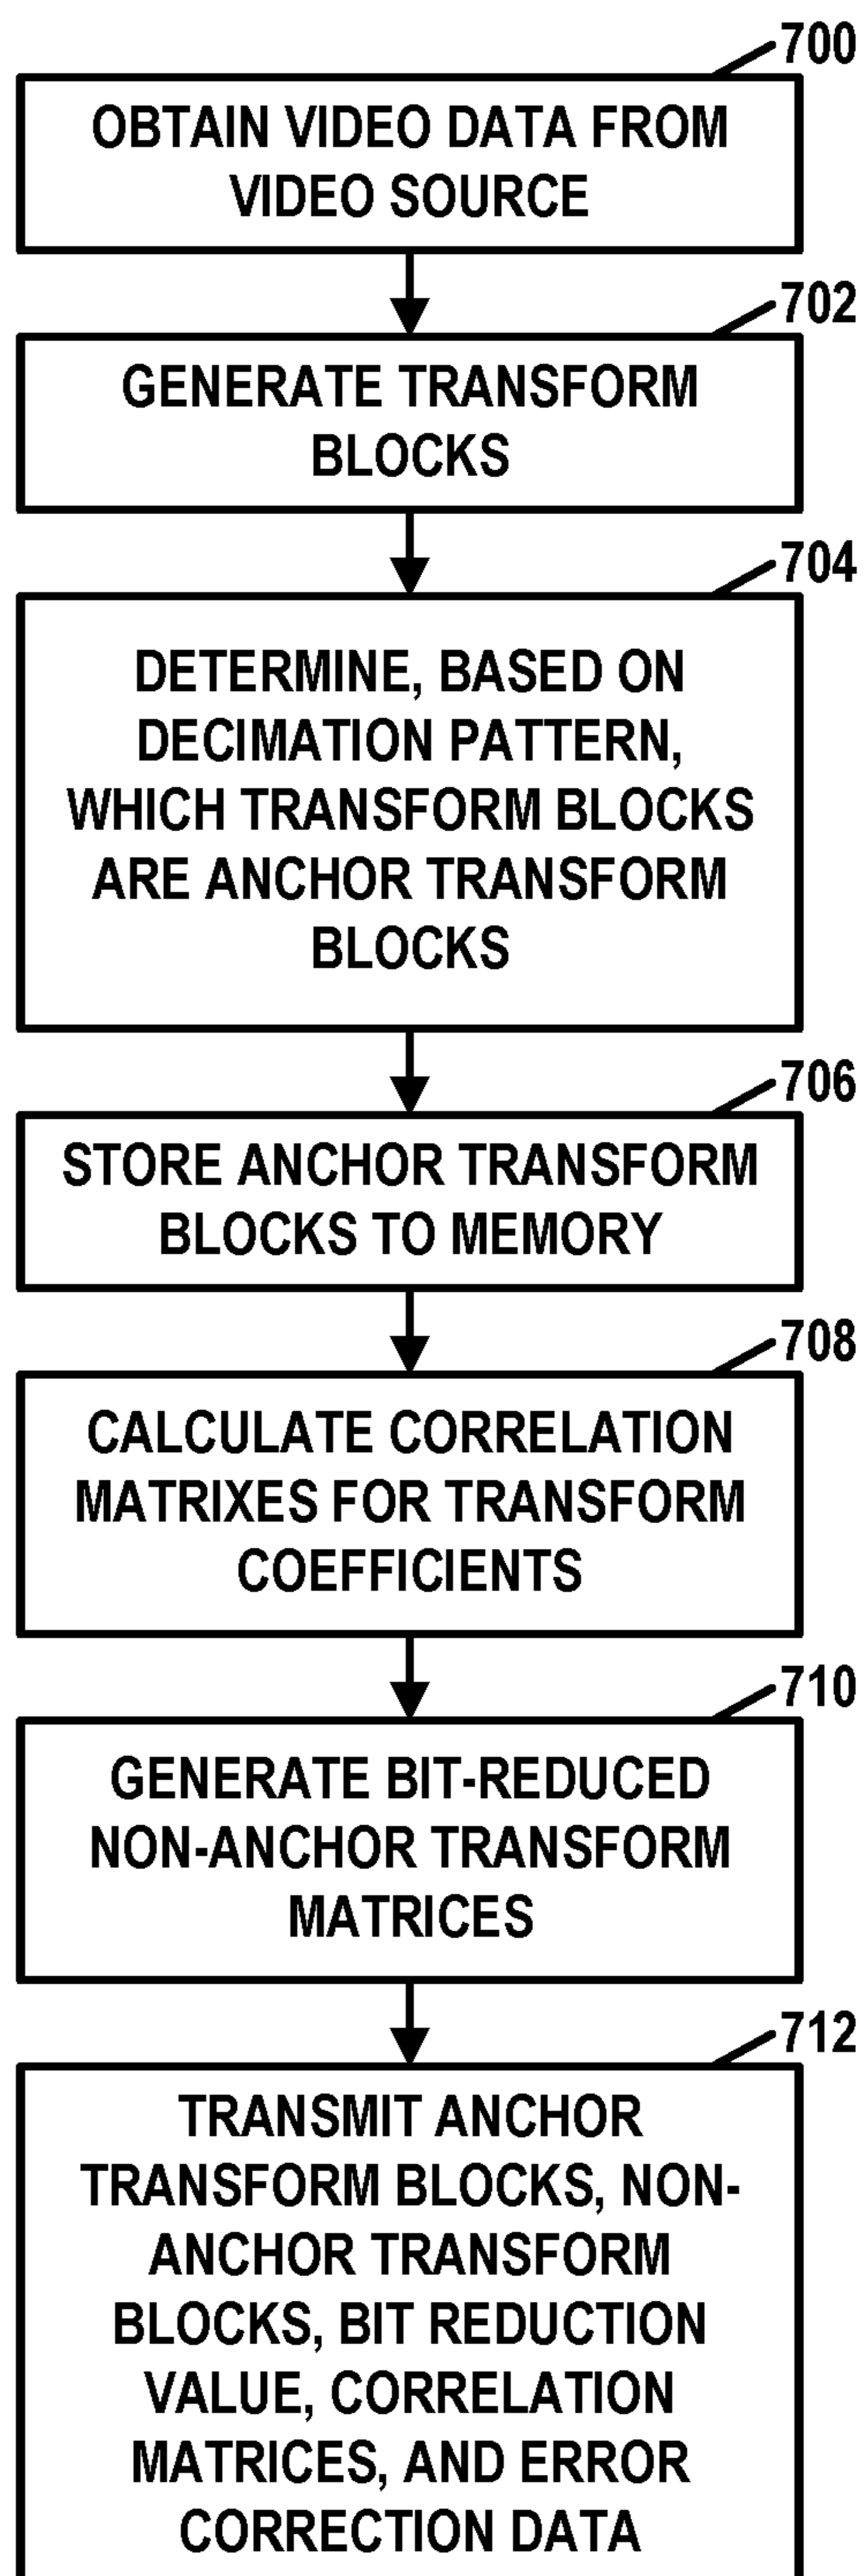 700
OBTAIN VIDEO DATA FROM
VIDEO SOURCE
702
GENERATE TRANSFORM
BLOCKS
704
DETERMINE, BASED ON
DECIMATION PATTERN,
WHICH TRANSFORM BLOCKS
ARE ANCHOR TRANSFORM
BLOCKS
706
STORE ANCHOR TRANSFORM
BLOCKS TO MEMORY
708
CALCULATE CORRELATION
MATRIXES FOR TRANSFORM
COEFFICIENTS
710
GENERATE BIT-REDUCED
NON-ANCHOR TRANSFORM
MATRICES
712
TRANSMIT ANCHOR
TRANSFORM BLOCKS, NON-
ANCHOR TRANSFORM
BLOCKS, BIT REDUCTION
VALUE, CORRELATION
MATRICES, AND ERROR
CORRECTION DATA